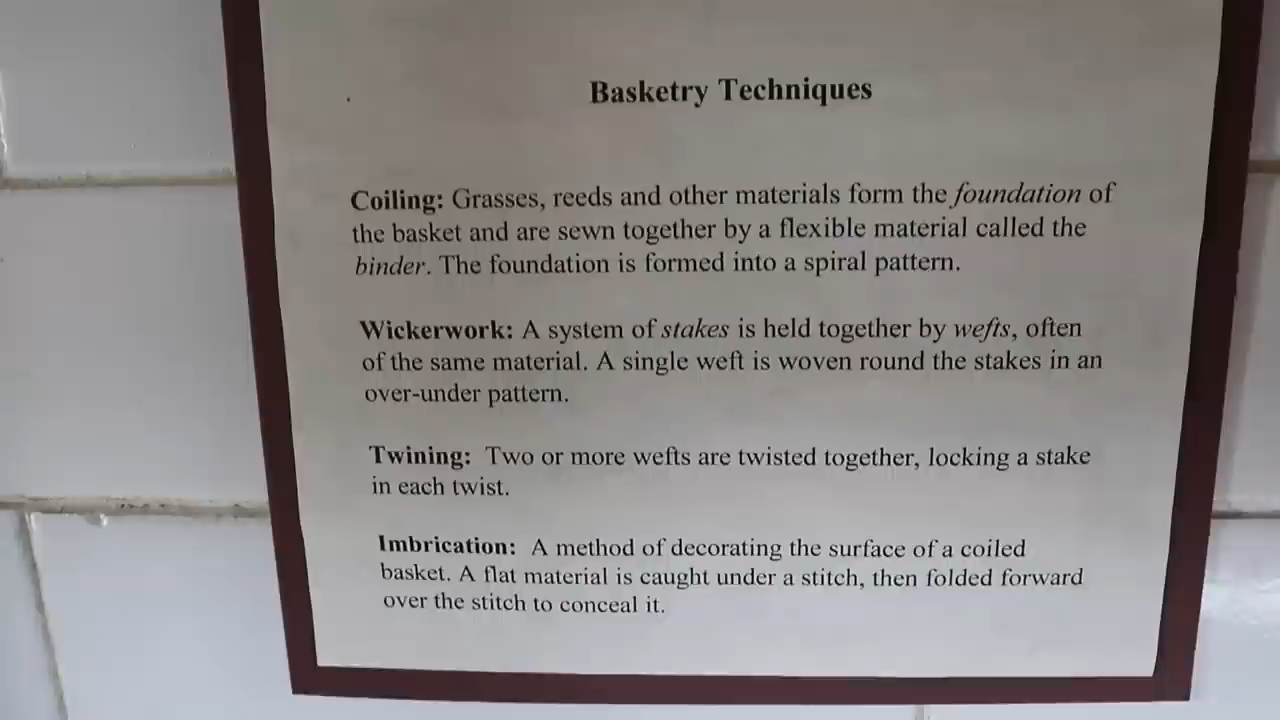 Basketry Techniques
Coiling: Grasses, reeds and other materials form the foundation of
the basket and are sewn together by a flexible material called the
binder. The foundation is formed into a spiral pattern.
Wickerwork: A system of stakes is held together by wefts, often
of the same material. A single weft is woven round the stakes in an
over-under pattern.
Twining: Two or more wefts are twisted together, locking a stake
in each twist.
Imbrication: A method of decorating the surface of a coiled
basket. A flat material is caught under a stitch, then folded forward
over the stitch to conceal it.